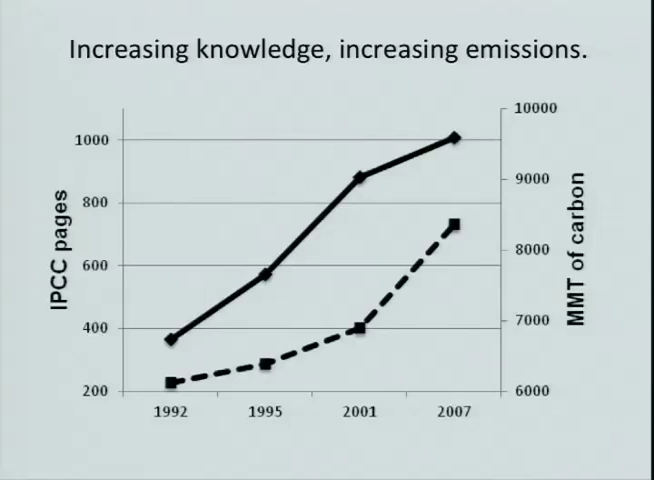 Increasing knowledge, increasing emissions.
10000
1000
9000
800
IPCC pages
600
8000
MMT of carbon
400
7000
200
6000
1992 1995 2001 2007